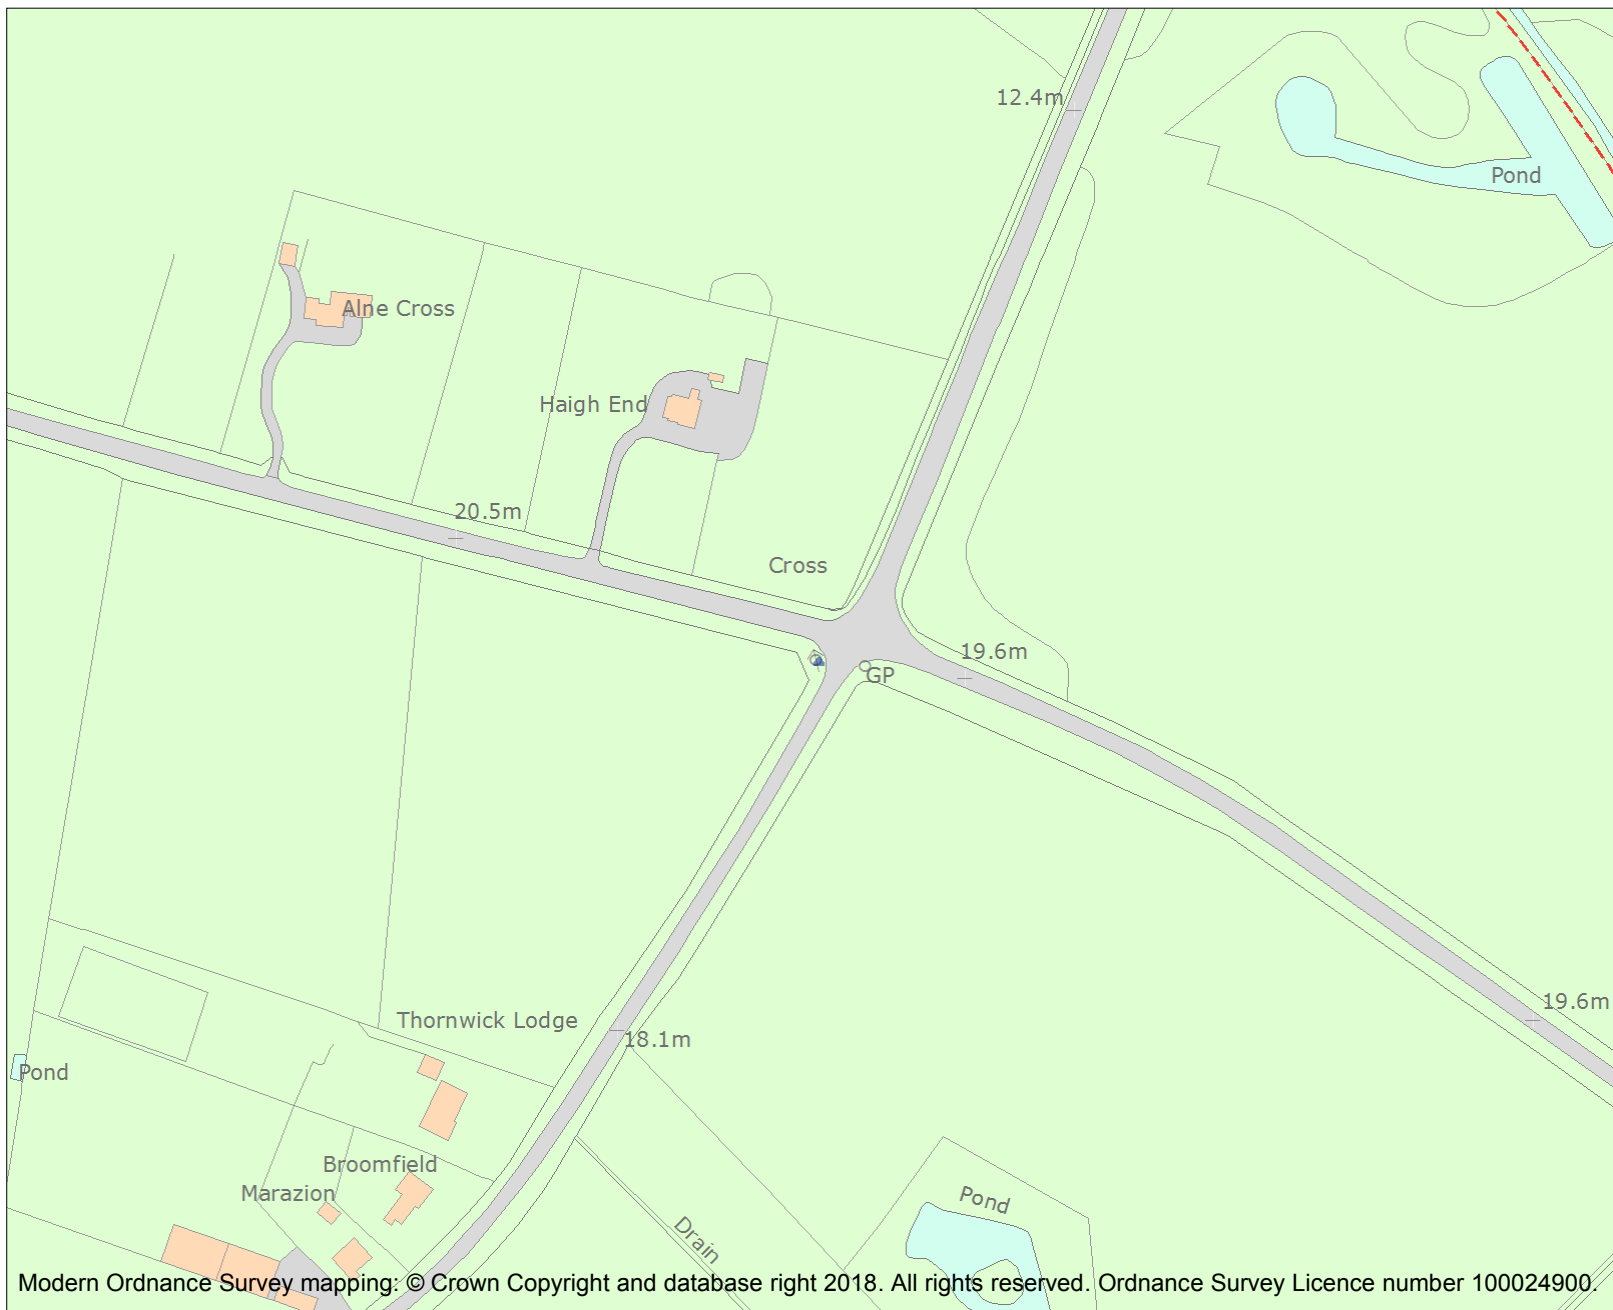 12.4m
Pond
Alne Cross
Haigh End
20.5m
Cross
19.6m
GP
19.6m
Thornwick Lodge
18.1m
Pond
Broomfield
Marazion
Pond
Drain
Modern Ordnance Survey mapping: © Crown Copyright and database right 2018. All rights reserved. Ordnance Survey Licence number 100024900.